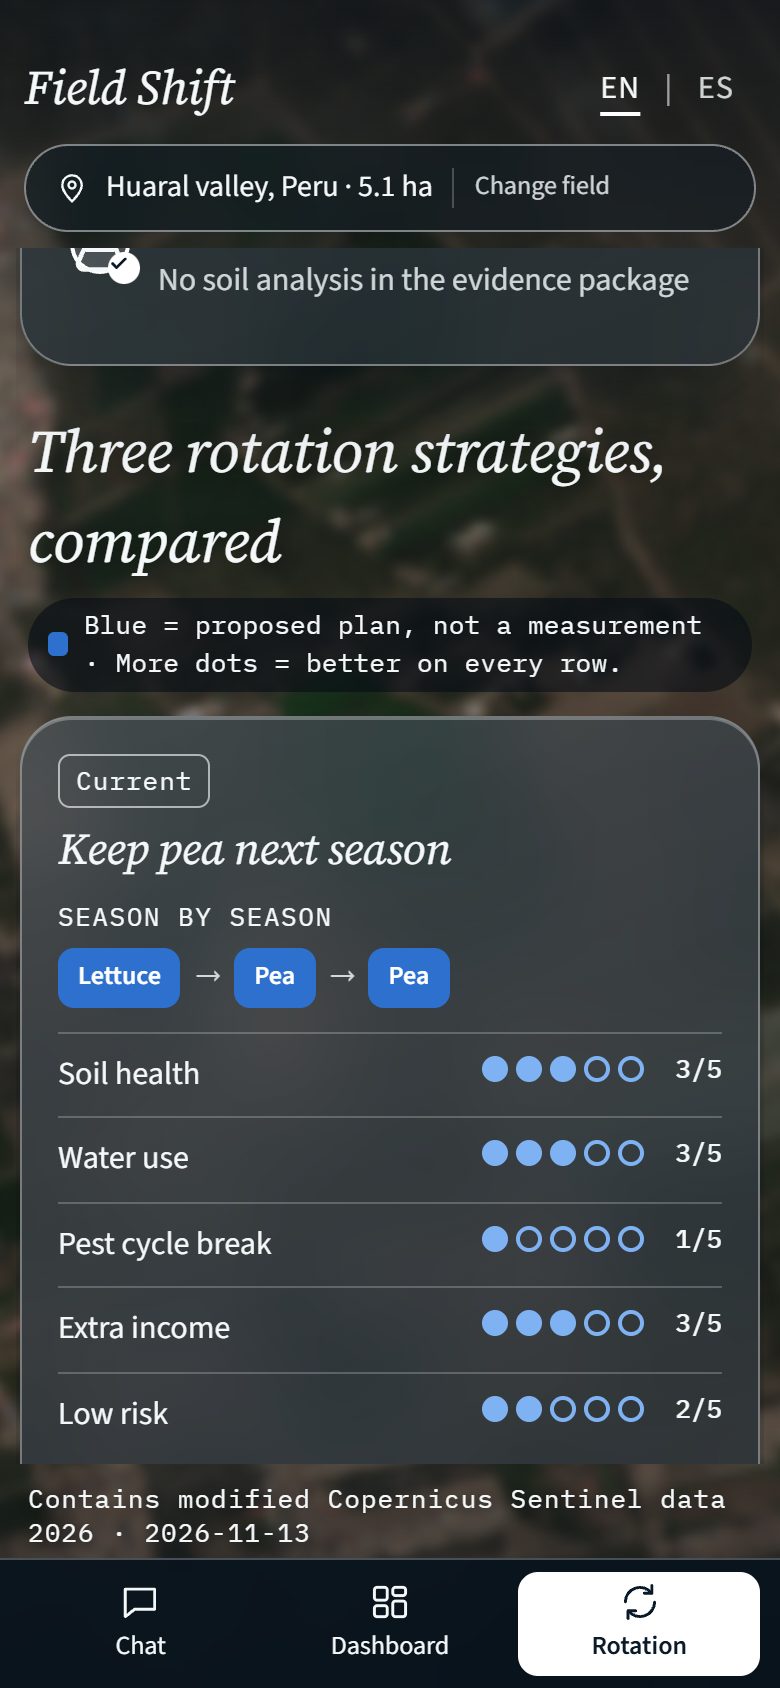 Field Shift
EN | ES
Huaral valley, Peru · 5.1 ha | Change field
No soil analysis in the evidence package
Three rotation strategies,
compared
Blue = proposed plan, not a measurement
· More dots = better on every row.
Current
Keep pea next season
SEASON BY SEASON
Lettuce → Pea → Pea
Soil health 3/5
Water use 3/5
Pest cycle break 1/5
Extra income 3/5
Low risk 2/5
Contains modified Copernicus Sentinel data
2026 · 2026-11-13
Chat Dashboard Rotation